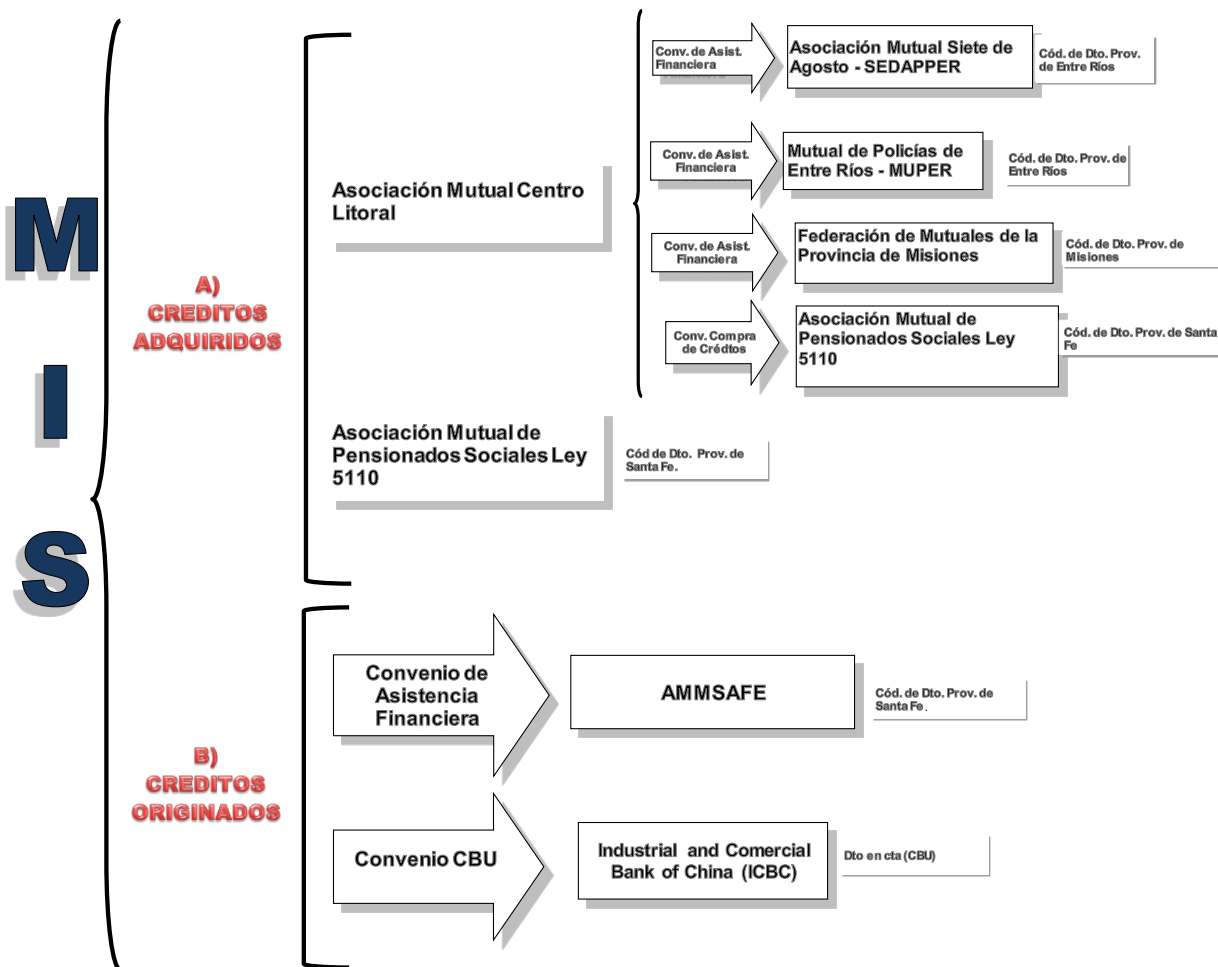 M
I
S
A)
CREDITOS
ADQUIRIDOS
Asociación Mutual Centro
Litoral
Conv. de Asist.
Financiera
Asociación Mutual Siete de
Agosto - SEDAPPER
Cód. de Dto. Prov.
de Entre Ríos
Conv. de Asist.
Financiera
Mutual de Policías de
Entre Ríos - MUPER
Cód. de Dto. Prov. de
Entre Ríos
Conv. de Asist.
Financiera
Federación de Mutuales de la
Provincia de Misiones
Cód. de Dto. Prov. de
Misiones
Conv. Compra
de Crédtos
Asociación Mutual de
Pensionados Sociales Ley
5110
Cód. de Dto. Prov. de Santa
Fe
Asociación Mutual de
Pensionados Sociales Ley
5110
Cód de Dto. Prov. de
Santa Fe.
B)
CREDITOS
ORIGINADOS
Convenio de
Asistencia
Financiera
AMMSAFE
Cód. de Dto. Prov. de
Santa Fe.
Convenio CBU
Industrial and Comercial
Bank of China (ICBC)
Dto en cta (CBU)